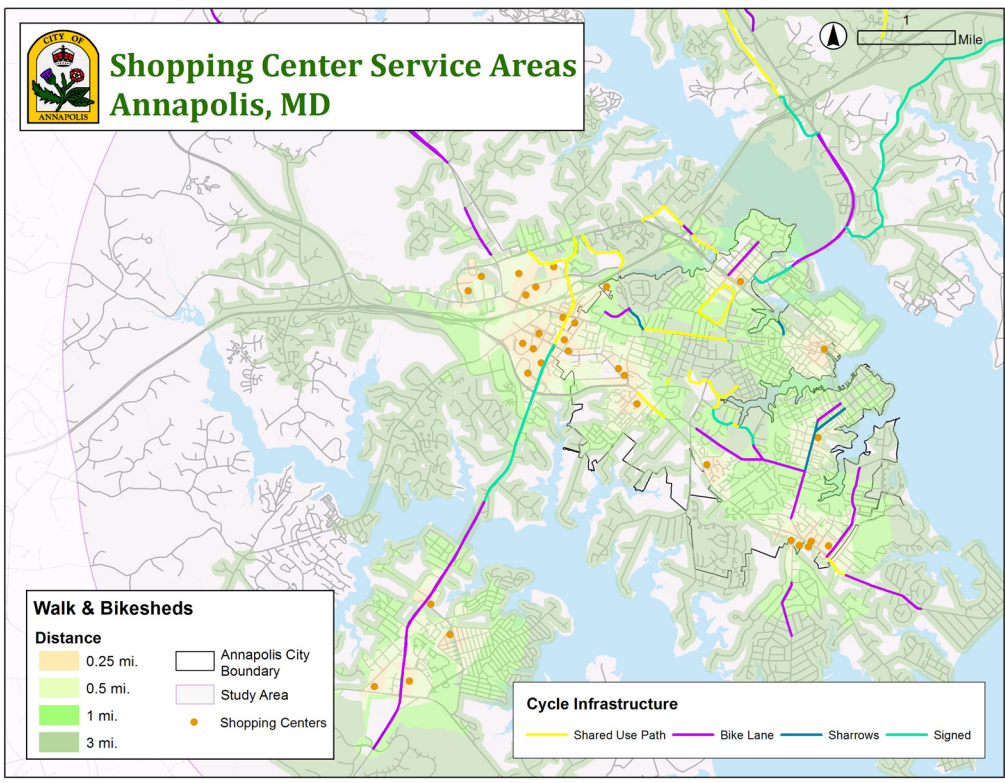 CITY OF
ANNAPOLIS
Shopping Center Service Areas
Annapolis, MD
1
Mile
Walk & Bikesheds
Distance
0.25 mi.
0.5 mi.
1 mi.
3 mi.
Annapolis City
Boundary
Study Area
Shopping Centers
Cycle Infrastructure
Shared Use Path
Bike Lane
Sharrows
Signed